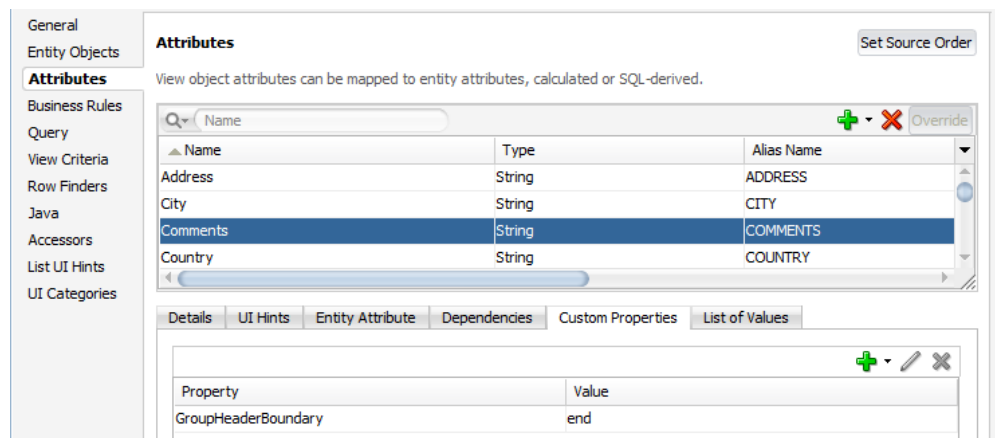 General
Entity Objects
Attributes
Business Rules
Query
View Criteria
Row Finders
Java
Accessors
List UI Hints
UI Categories
Attributes
Set Source Order
View object attributes can be mapped to entity attributes, calculated or SQL-derived.
Name
Override
Name Type Alias Name
Address String ADDRESS
City String CITY
Comments String COMMENTS
Country String COUNTRY
Details UI Hints Entity Attribute Dependencies Custom Properties List of Values
Property Value
GroupHeaderBoundary end